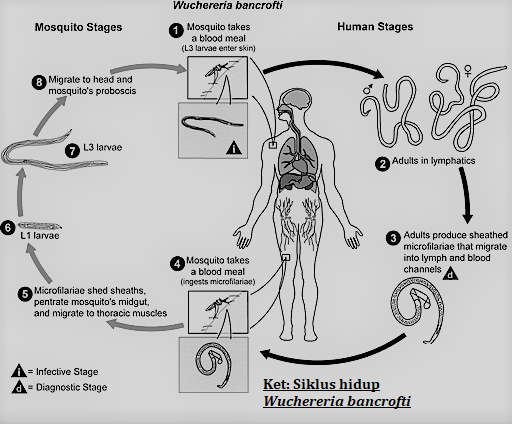 Wuchereria bancrofti
Mosquito Stages
Human Stages
1 Mosquito takes
a blood meal
(L3 larvae enter skin)
i
♂
♀
2 Adults in lymphatics
3 Adults produce sheathed
microfilariae that migrate
into lymph and blood
channels d
4 Mosquito takes
a blood meal
(ingests microfilariae)
5 Microfilariae shed sheaths,
pentrate mosquito's midgut,
and migrate to thoracic muscles
6
L1 larvae
7 L3 larvae
8 Migrate to head and
mosquito's proboscis
i = Infective Stage
d = Diagnostic Stage
Ket: Siklus hidup
Wuchereria bancrofti